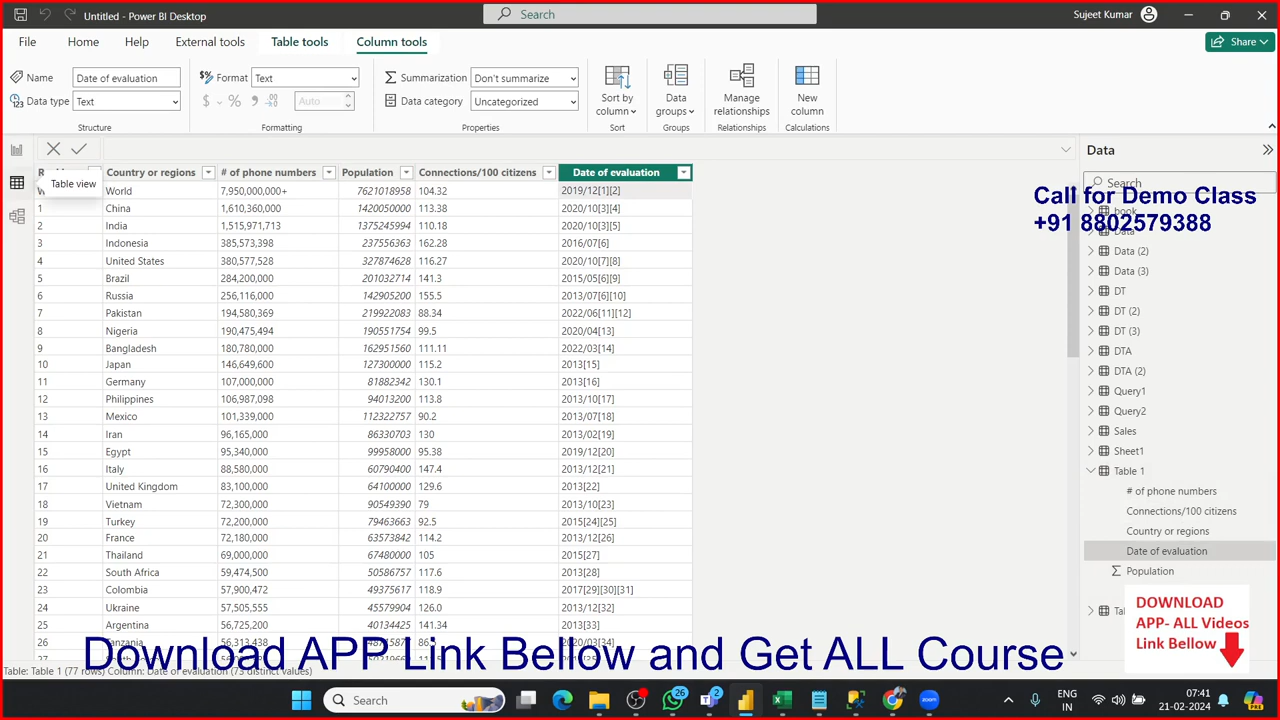 Untitled - Power BI Desktop
Search
Sujeet Kumar
File Home Help External tools Table tools Column tools
Share
Name Date of evaluation
Format Text
Summarization Don't summarize
Data type Text
$ % Auto
Data category Uncategorized
Sort by column
Data groups
Manage relationships
New column
Structure Formatting Properties Sort Groups Relationships Calculations
Table view
Country or regions # of phone numbers Population Connections/100 citizens Date of evaluation
World 7,950,000,000+ 7621018958 104.32 2019/12[1][2]
1 China 1,610,360,000 1420050000 113.38 2020/10[3][4]
2 India 1,515,971,713 1375245994 110.18 2020/10[3][5]
3 Indonesia 385,573,398 237556363 162.28 2016/07[6]
4 United States 380,577,528 327874628 116.27 2020/10[7][8]
5 Brazil 284,200,000 201032714 141.3 2015/05[6][9]
6 Russia 256,116,000 142905200 155.5 2013/07[6][10]
7 Pakistan 194,580,369 219922083 88.34 2022/06[11][12]
8 Nigeria 190,475,494 190551754 99.5 2020/04[13]
9 Bangladesh 180,780,000 162951560 111.11 2022/03[14]
10 Japan 146,649,600 127300000 115.2 2013[15]
11 Germany 107,000,000 81882342 130.1 2013[16]
12 Philippines 106,987,098 94013200 113.8 2013/10[17]
13 Mexico 101,339,000 112322757 90.2 2013/07[18]
14 Iran 96,165,000 86330703 130 2013/02[19]
15 Egypt 95,340,000 99958000 95.38 2019/12[20]
16 Italy 88,580,000 60790400 147.4 2013/12[21]
17 United Kingdom 83,100,000 64100000 129.6 2013[22]
18 Vietnam 72,300,000 90549390 79 2013/10[23]
19 Turkey 72,200,000 79463663 92.5 2015[24][25]
20 France 72,180,000 63573842 114.2 2013/12[26]
21 Thailand 69,000,000 67480000 105 2015[27]
22 South Africa 59,474,500 50586757 117.6 2013[28]
23 Colombia 57,900,472 49375617 118.9 2017[29][30][31]
24 Ukraine 57,505,555 45579904 126.0 2013/12[32]
25 Argentina 56,725,200 40134425 141.34 2013[33]
26 Tanzania 56,313,438
Table: Table 1 (77 rows) Column: Date of evaluation (73 distinct values)
Data
Search
Call for Demo Class
+91 8802579388
book
Data
Data (2)
Data (3)
DT
DT (2)
DT (3)
DTA
DTA (2)
Query1
Query2
Sales
Sheet1
Table 1
# of phone numbers
Connections/100 citizens
Country or regions
Date of evaluation
Population
DOWNLOAD
APP- ALL Videos
Link Bellow
Download APP Link Bellow and Get ALL Course
Search
26
2
ENG
IN
07:41
21-02-2024